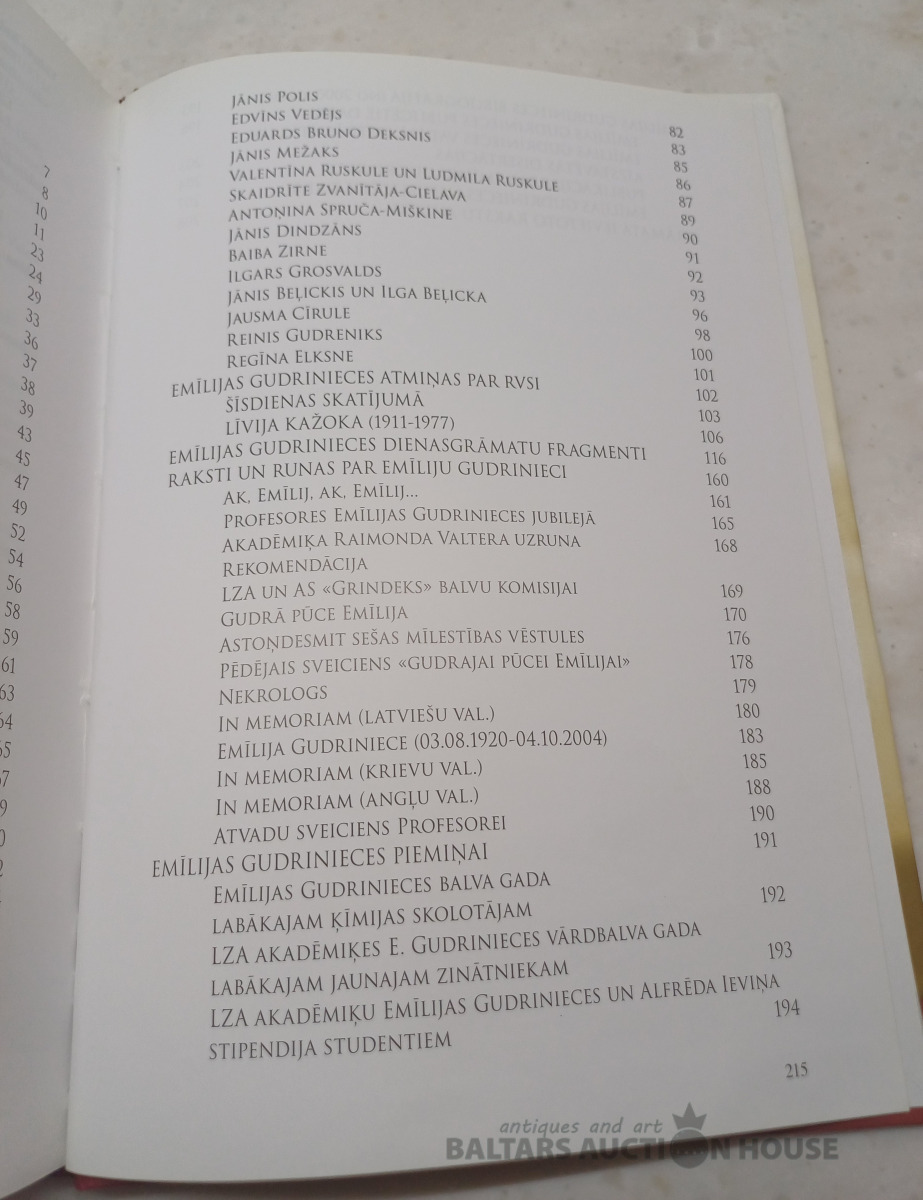 7
8
10
11
23
24
29
33
36
37
38
39
43
45
47
49
52
54
56
58
59
61
63
64
JĀNIS POLIS 82
EDVĪNS VEDĒJS 83
EDUARDS BRUNO DEKSNIS 85
JĀNIS MEŽAKS 86
VALENTĪNA RUSKULE UN LUDMILA RUSKULE 87
SKAIDRĪTE ZVANĪTĀJA-CIELAVA 89
ANTOŅINA SPRUČA-MIŠKINE 90
JĀNIS DINDZĀNS 91
BAIBA ZIRNE 92
ILGARS GROSVALDS 93
JĀNIS BEĻICKIS UN ILGA BEĻICKA 96
JAUSMA CĪRULE 98
REINIS GUDRENIKS 100
REGĪNA ELKSNE 101
EMĪLIJAS GUDRINIECES ATMIŅAS PAR RVSI 102
ŠĪSDIENAS SKATĪJUMĀ 103
LĪVIJA KAŽOKA (1911-1977) 106
EMĪLIJAS GUDRINIECES DIENASGRĀMATU FRAGMENTI 116
RAKSTI UN RUNAS PAR EMĪLIJU GUDRINIECI 160
AK, EMĪLIJ, AK, EMĪLIJ... 161
PROFESORES EMĪLIJAS GUDRINIECES JUBILEJĀ 165
AKADĒMIĶA RAIMONDA VALTERA UZRUNA 168
REKOMENDĀCIJA
LZA UN AS «GRINDEKS» BALVU KOMISIJAI 169
GUDRĀ PŪCE EMĪLIJA 170
ASTOŅDESMIT SEŠAS MĪLESTĪBAS VĒSTULES 176
PĒDĒJAIS SVEICIENS «GUDRAJAI PŪCEI EMĪLIJAI» 178
NEKROLOGS 179
IN MEMORIAM (LATVIEŠU VAL.) 180
EMĪLIJA GUDRINIECE (03.08.1920-04.10.2004) 183
IN MEMORIAM (KRIEVU VAL.) 185
IN MEMORIAM (ANGĻU VAL.) 188
ATVADU SVEICIENS PROFESOREI 190
EMĪLIJAS GUDRINIECES PIEMIŅAI 191
EMĪLIJAS GUDRINIECES BALVA GADA
LABĀKAJAM ĶĪMIJAS SKOLOTĀJAM 192
LZA AKADĒMIĶES E. GUDRINIECES VĀRDBALVA GADA
LABĀKAJAM JAUNAJAM ZINĀTNIEKAM 193
LZA AKADĒMIĶU EMĪLIJAS GUDRINIECES UN ALFRĒDA IEVIŅA
STIPENDIJA STUDENTIEM 194
215
antiques and art
BALTARS AUCTION HOUSE